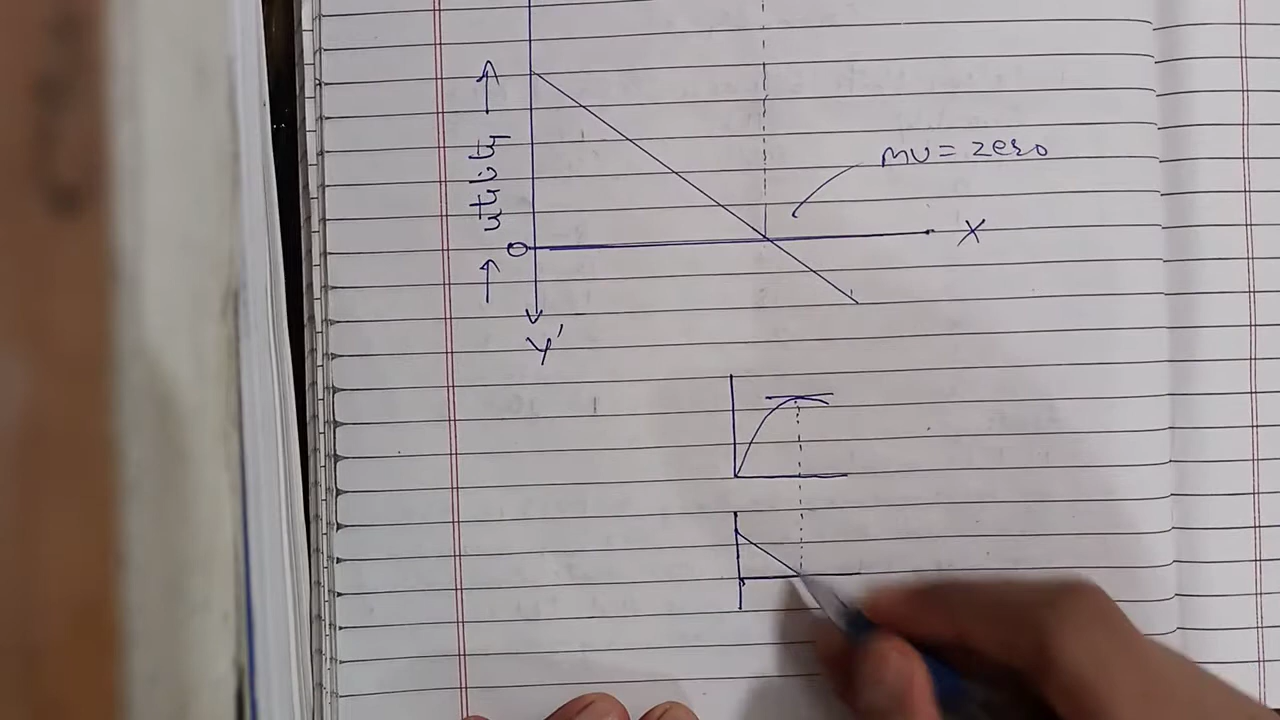 → utility →
MU = zero
O
X
Y'